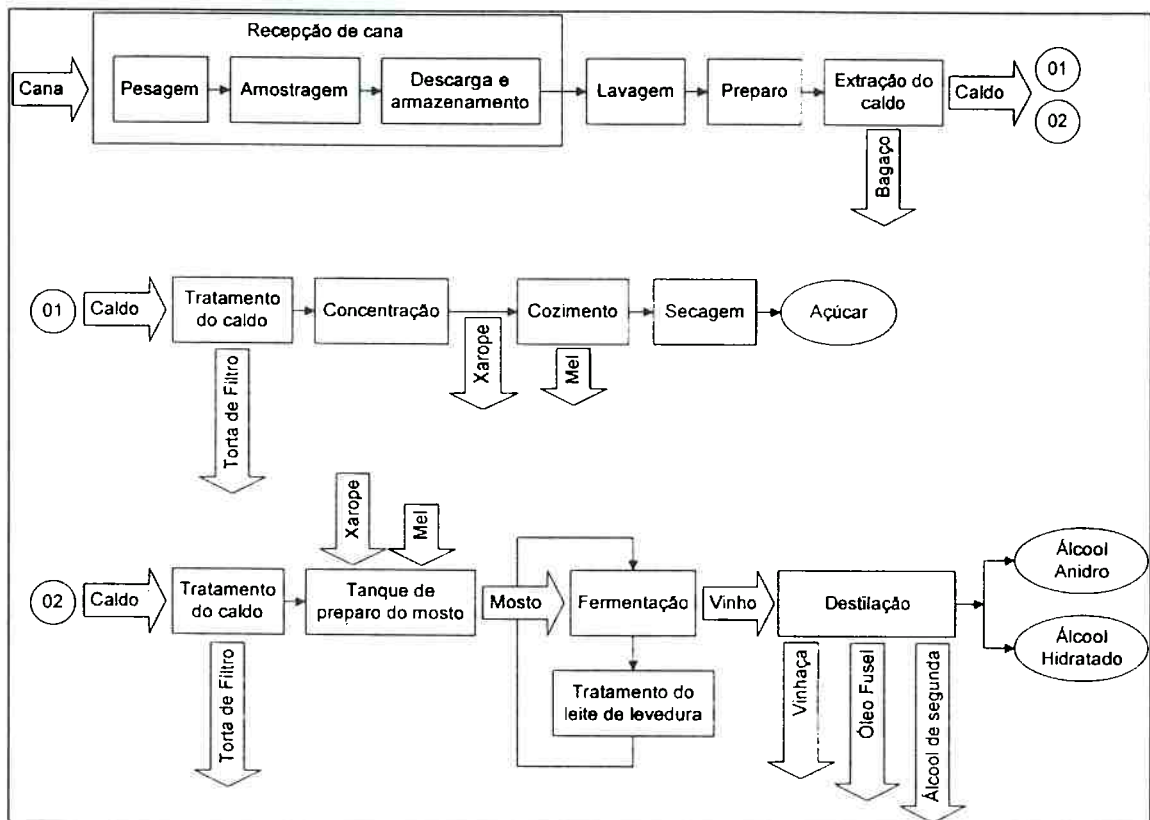 Recepção de cana
Cana
Pesagem
Amostragem
Descarga e
armazenamento
Lavagem
Preparo
Extração do
caldo
Caldo
01
02
Bagaço
01
Caldo
Tratamento
do caldo
Concentração
Cozimento
Secagem
Açúcar
Torta de Filtro
Xarope
Mel
Xarope
Mel
02
Caldo
Tratamento
do caldo
Tanque de
preparo do mosto
Mosto
Fermentação
Vinho
Destilação
Álcool
Anidro
Álcool
Hidratado
Tratamento do
leite de levedura
Torta de Filtro
Vinhaça
Óleo Fusel
Álcool de segunda